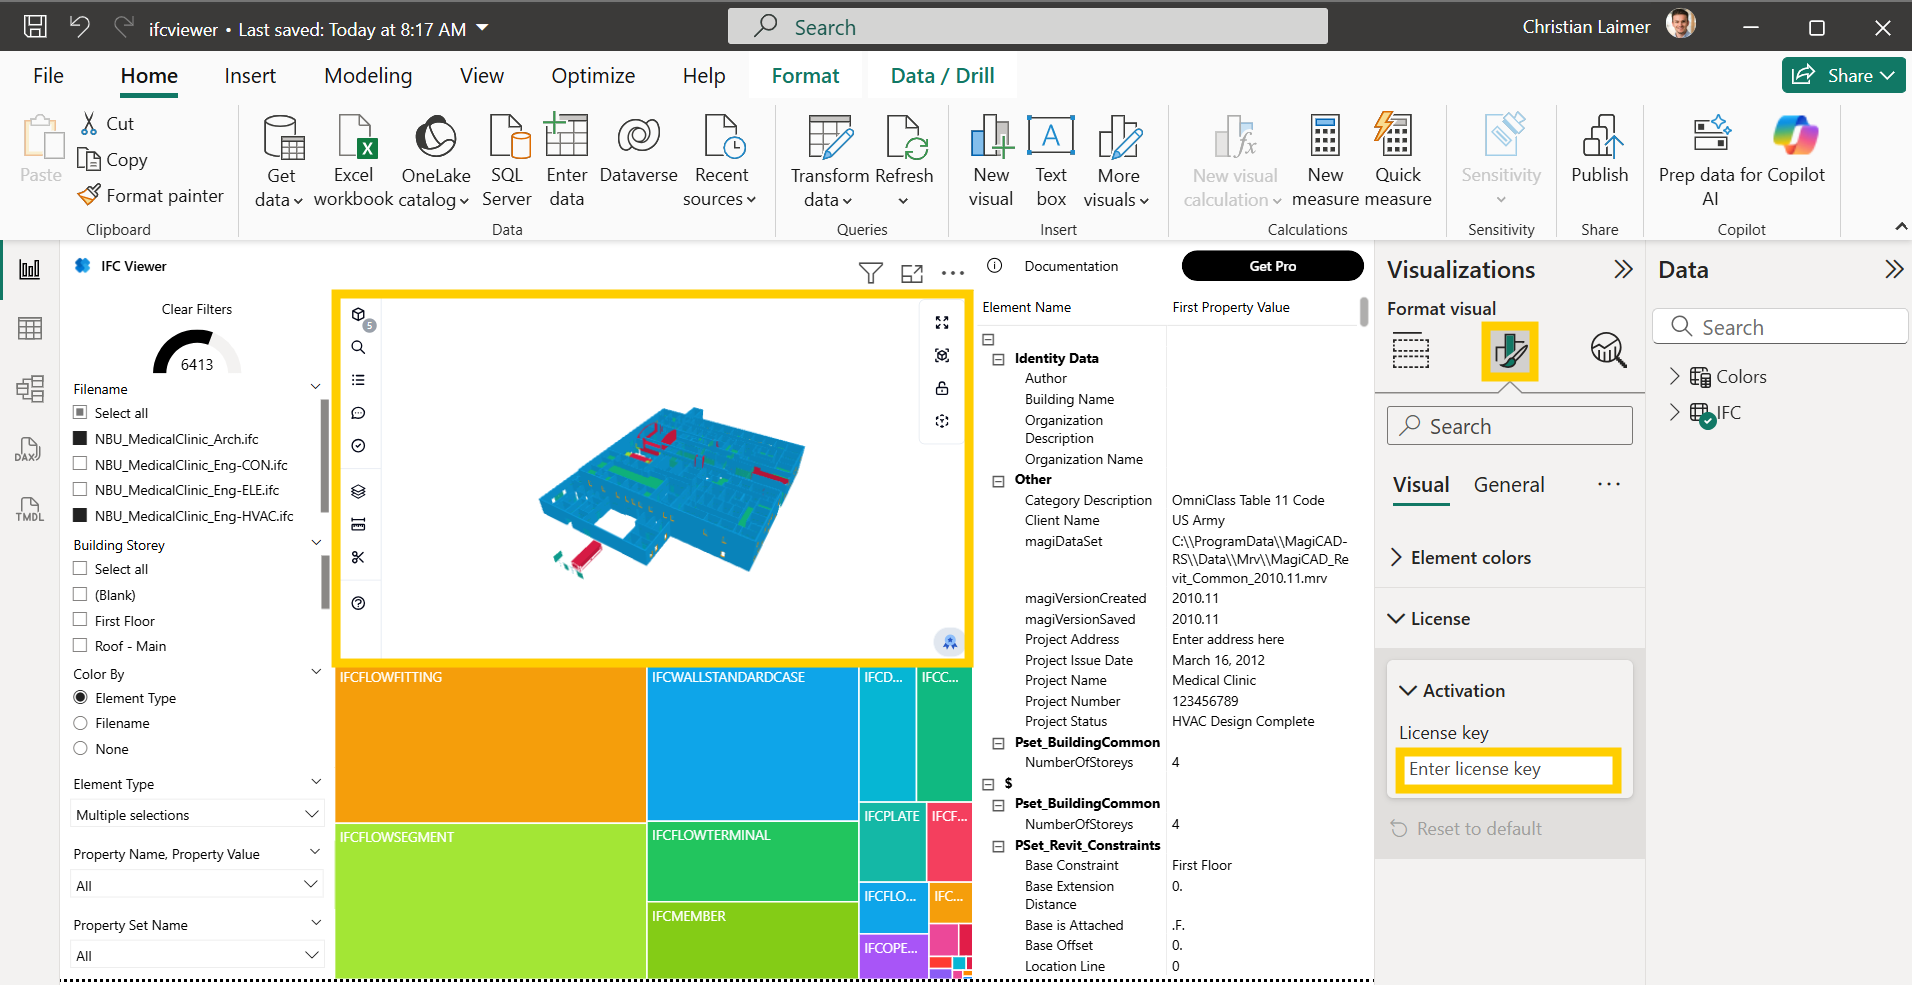 ifcviewer • Last saved: Today at 8:17 AM
Search
Christian Laimer
File
Home
Insert
Modeling
View
Optimize
Help
Format
Data / Drill
Share
Paste
Cut
Copy
Format painter
Clipboard
Get data
Excel workbook
OneLake catalog
SQL Server
Enter data
Dataverse
Recent sources
Data
Transform data
Refresh
Queries
New visual
Text box
More visuals
Insert
New visual calculation
New measure
Quick measure
Calculations
Sensitivity
Sensitivity
Publish
Share
Prep data for AI
Copilot
Copilot
DAX
TMDL
IFC Viewer
Clear Filters
6413
Filename
Select all
NBU_MedicalClinic_Arch.ifc
NBU_MedicalClinic_Eng-CON.ifc
NBU_MedicalClinic_Eng-ELE.ifc
NBU_MedicalClinic_Eng-HVAC.ifc
Building Storey
Select all
(Blank)
First Floor
Roof - Main
Color By
Element Type
Filename
None
Element Type
Multiple selections
Property Name, Property Value
All
Property Set Name
All
5
IFCFLOWFITTING
IFCWALLSTANDARDCASE
IFCD...
IFCC...
IFCFLOWSEGMENT
IFCFLOWTERMINAL
IFCPLATE
IFCF...
IFCMEMBER
IFCFLO...
IFC...
IFCOPE...
Documentation
Get Pro
Element Name
First Property Value
Identity Data
Author
Building Name
Organization
Description
Organization Name
Other
Category Description OmniClass Table 11 Code
Client Name US Army
magiDataSet C:\\ProgramData\\MagiCAD-
RS\\Data\\Mrv\\MagiCAD_Re
vit_Common_2010.11.mrv
magiVersionCreated 2010.11
magiVersionSaved 2010.11
Project Address Enter address here
Project Issue Date March 16, 2012
Project Name Medical Clinic
Project Number 123456789
Project Status HVAC Design Complete
Pset_BuildingCommon
NumberOfStoreys 4
$
Pset_BuildingCommon
NumberOfStoreys 4
PSet_Revit_Constraints
Base Constraint First Floor
Base Extension 0.
Distance
Base is Attached .F.
Base Offset 0.
Location Line 0
Visualizations
Format visual
Search
Visual
General
...
Element colors
License
Activation
License key
Enter license key
Reset to default
Data
Search
Colors
IFC